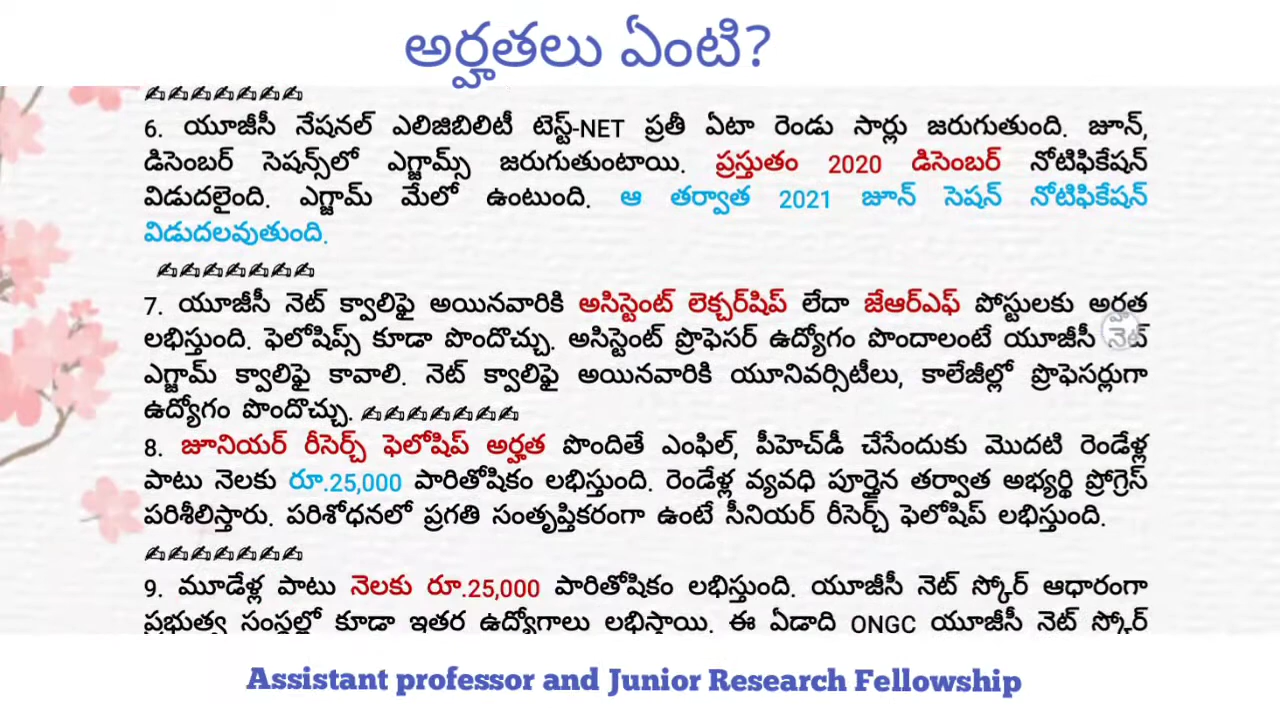 అర్హతలు ఏంటి?
✍✍✍✍✍✍✍
6. యూజీసీ నేషనల్ ఎలిజిబిలిటీ టెస్ట్-NET ప్రతీ ఏటా రెండు సార్లు జరుగుతుంది. జూన్,
డిసెంబర్ సెషన్స్‌లో ఎగ్జామ్స్ జరుగుతుంటాయి. ప్రస్తుతం 2020 డిసెంబర్ నోటిఫికేషన్
విడుదలైంది. ఎగ్జామ్ మేలో ఉంటుంది. ఆ తర్వాత 2021 జూన్ సెషన్ నోటిఫికేషన్
విడుదలవుతుంది.
✍✍✍✍✍✍✍
7. యూజీసీ నెట్ క్వాలిఫై అయినవారికి అసిస్టెంట్ లెక్చర్‌షిప్ లేదా జేఆర్ఎఫ్ పోస్టులకు అర్హత
లభిస్తుంది. ఫెలోషిప్స్ కూడా పొందొచ్చు. అసిస్టెంట్ ప్రొఫెసర్ ఉద్యోగం పొందాలంటే యూజీసీ నెట్
ఎగ్జామ్ క్వాలిఫై కావాలి. నెట్ క్వాలిఫై అయినవారికి యూనివర్సిటీలు, కాలేజీల్లో ప్రొఫెసర్లుగా
ఉద్యోగం పొందొచ్చు. ✍✍✍✍✍✍✍
8. జూనియర్ రీసెర్చ్ ఫెలోషిప్ అర్హత పొందితే ఎంఫిల్, పీహెచ్‌డీ చేసేందుకు మొదటి రెండేళ్ల
పాటు నెలకు రూ.25,000 పారితోషికం లభిస్తుంది. రెండేళ్ల వ్యవధి పూర్తైన తర్వాత అభ్యర్థి ప్రోగ్రెస్
పరిశీలిస్తారు. పరిశోధనలో ప్రగతి సంతృప్తికరంగా ఉంటే సీనియర్ రీసెర్చ్ ఫెలోషిప్ లభిస్తుంది.
✍✍✍✍✍✍✍
9. మూడేళ్ల పాటు నెలకు రూ.25,000 పారితోషికం లభిస్తుంది. యూజీసీ నెట్ స్కోర్ ఆధారంగా
ప్రభుత్వ సంస్థల్లో కూడా ఇతర ఉద్యోగాలు లభిస్తాయి. ఈ ఏడాది ONGC యూజీసీ నెట్ స్కోర్
Assistant professor and Junior Research Fellowship